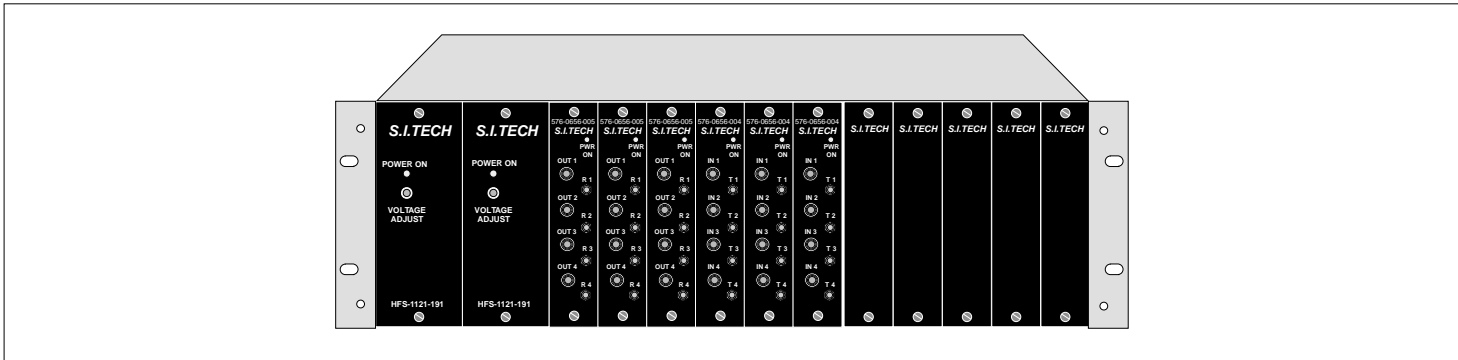 S.I.TECH
POWER ON
VOLTAGE
ADJUST
HFS-1121-191
S.I.TECH
POWER ON
VOLTAGE
ADJUST
HFS-1121-191
576-0656-005
S.I.TECH
PWR
ON
OUT 1
R 1
OUT 2
R 2
OUT 3
R 3
OUT 4
R 4
576-0656-005
S.I.TECH
PWR
ON
OUT 1
R 1
OUT 2
R 2
OUT 3
R 3
OUT 4
R 4
576-0656-005
S.I.TECH
PWR
ON
OUT 1
R 1
OUT 2
R 2
OUT 3
R 3
OUT 4
R 4
576-0656-004
S.I.TECH
PWR
ON
IN 1
T 1
IN 2
T 2
IN 3
T 3
IN 4
T 4
576-0656-004
S.I.TECH
PWR
ON
IN 1
T 1
IN 2
T 2
IN 3
T 3
IN 4
T 4
576-0656-004
S.I.TECH
PWR
ON
IN 1
T 1
IN 2
T 2
IN 3
T 3
IN 4
T 4
S.I.TECH
S.I.TECH
S.I.TECH
S.I.TECH
S.I.TECH